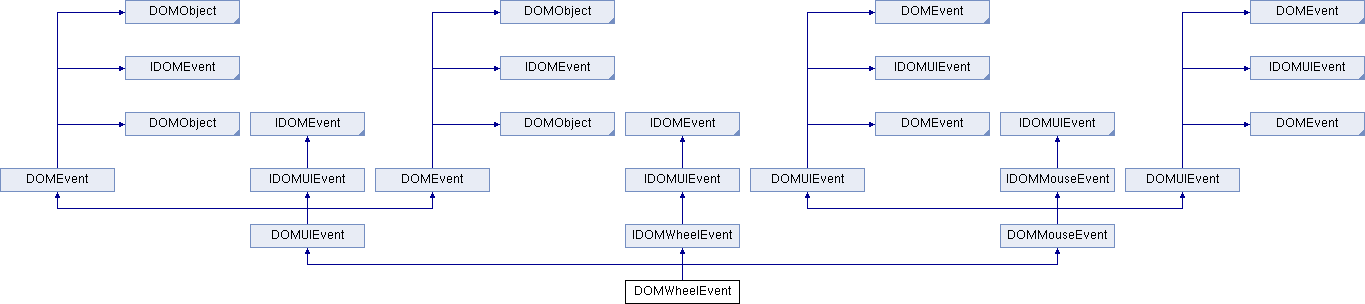 DOMObject
DOMObject
DOMEvent
DOMEvent
IDOMEvent
IDOMEvent
IDOMUIEvent
IDOMUIEvent
DOMObject
IDOMEvent
DOMObject
IDOMEvent
DOMEvent
IDOMUIEvent
DOMEvent
DOMEvent
IDOMUIEvent
DOMEvent
IDOMUIEvent
DOMUIEvent
IDOMMouseEvent
DOMUIEvent
DOMUIEvent
IDOMWheelEvent
DOMMouseEvent
DOMWheelEvent